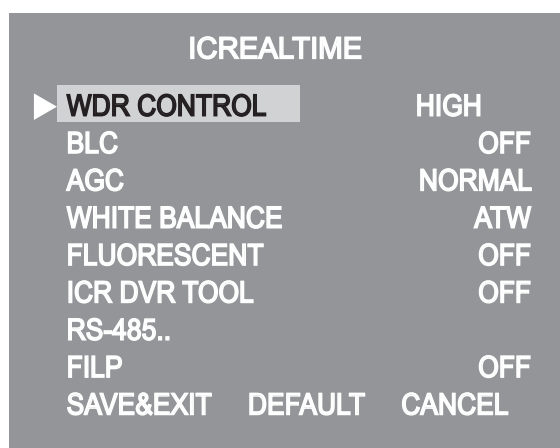 ICREALTIME
WDR CONTROL HIGH
BLC OFF
AGC NORMAL
WHITE BALANCE ATW
FLUORESCENT OFF
ICR DVR TOOL OFF
RS-485..
FILP OFF
SAVE&EXIT DEFAULT CANCEL